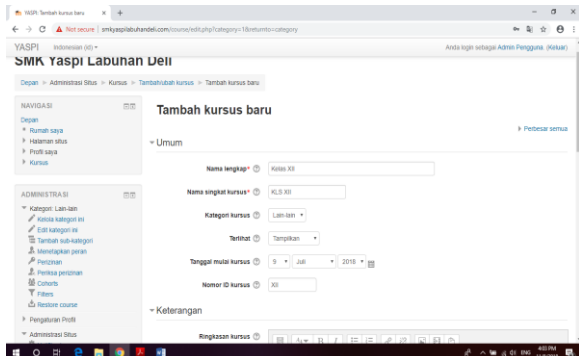 YASPI: Tambah kursus baru
Not secure | smkyaspilabuhandeli.com/course/edit.php?category=1&returnto=category
YASPI Indonesian (id) Anda login sebagai Admin Pengguna. (Keluar)
SMK Yaspi Labuhan Deli
Depan Administrasi Situs Kursus Tambah/ubah kursus Tambah kursus baru
NAVIGASI
Depan
Rumah saya
Halaman situs
Profil saya
Kursus
ADMINISTRASI
Kategori: Lain-lain
Kelola kategori ini
Edit kategori ini
Tambah sub-kategori
Menetapkan peran
Perizinan
Periksa perizinan
Cohorts
Filters
Restore course
Pengaturan Profil
Administrasi Situs
Tambah kursus baru
Perbesar semua
Umum
Nama lengkap* Kelas XII
Nama singkat kursus* KLS XII
Kategori kursus Lain-lain
Terlihat Tampilkan
Tanggal mulai kursus 9 Juli 2018
Nomor ID kursus XII
Keterangan
Ringkasan kursus
ENG 4:03 PM